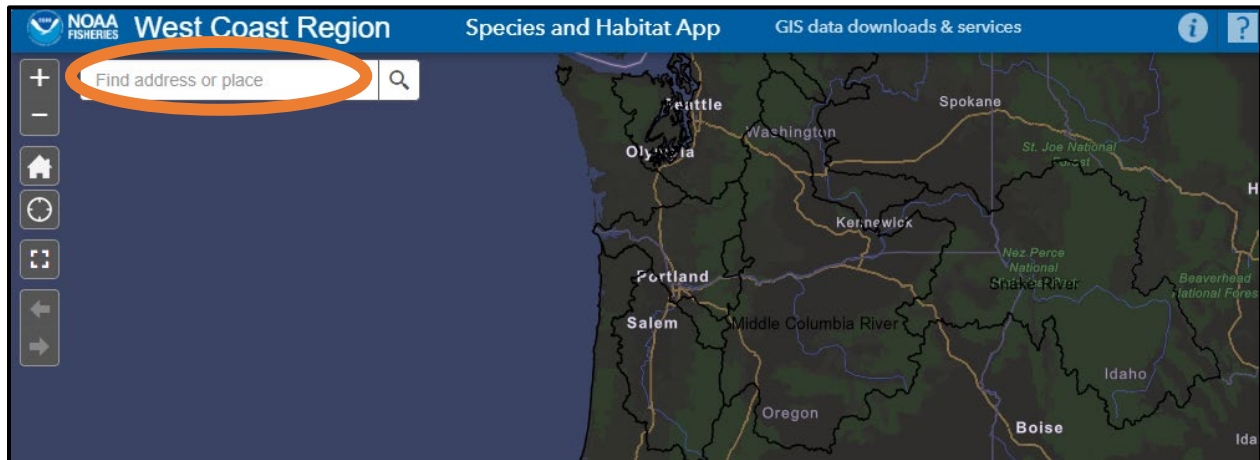 NOAA
FISHERIES
West Coast Region
Species and Habitat App
GIS data downloads & services
i
?
+
Find address or place
−
Seattle
Spokane
Washington
Olympia
St. Joe National
Forest
H
Kennewick
Nez Perce
National
Portland
Snake River
Beaverhead
National Fores
Salem
Middle Columbia River
Idaho
Oregon
Boise
Ida